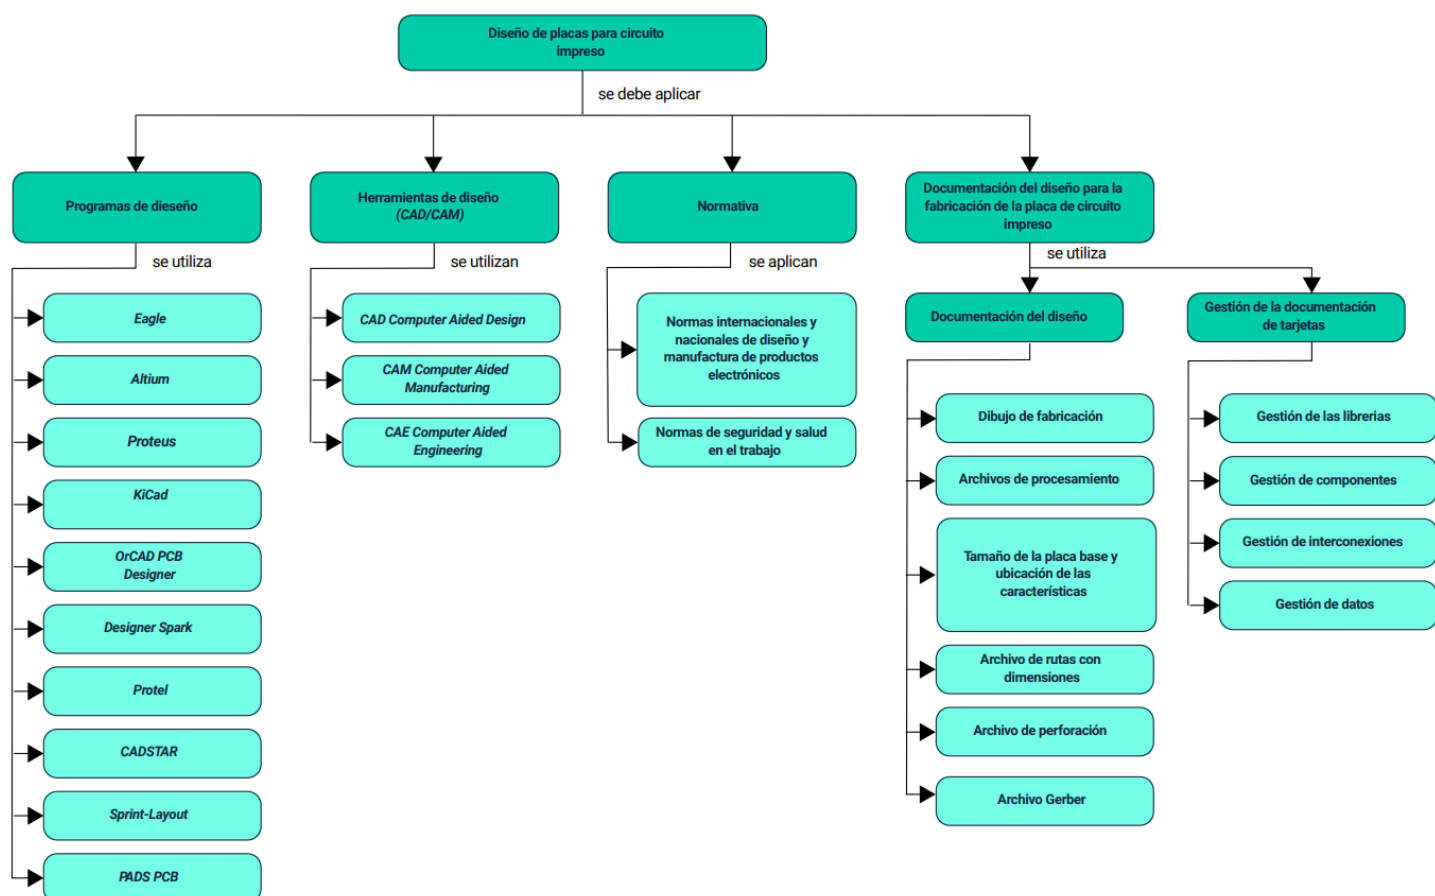 Diseño de placas para circuito
impreso
se debe aplicar
Programas de dieseño
Herramientas de diseño
(CAD/CAM)
Normativa
Documentación del diseño para la
fabricación de la placa de circuito
impreso
se utiliza
se utilizan
se aplican
se utiliza
Eagle
Altium
Proteus
KiCad
OrCAD PCB
Designer
Designer Spark
Protel
CADSTAR
Sprint-Layout
PADS PCB
CAD Computer Aided Design
CAM Computer Aided
Manufacturing
CAE Computer Aided
Engineering
Normas internacionales y
nacionales de diseño y
manufactura de productos
electrónicos
Normas de seguridad y salud
en el trabajo
Documentación del diseño
Dibujo de fabricación
Archivos de procesamiento
Tamaño de la placa base y
ubicación de las
características
Archivo de rutas con
dimensiones
Archivo de perforación
Archivo Gerber
Gestión de la documentación
de tarjetas
Gestión de las librerias
Gestión de componentes
Gestión de interconexiones
Gestión de datos